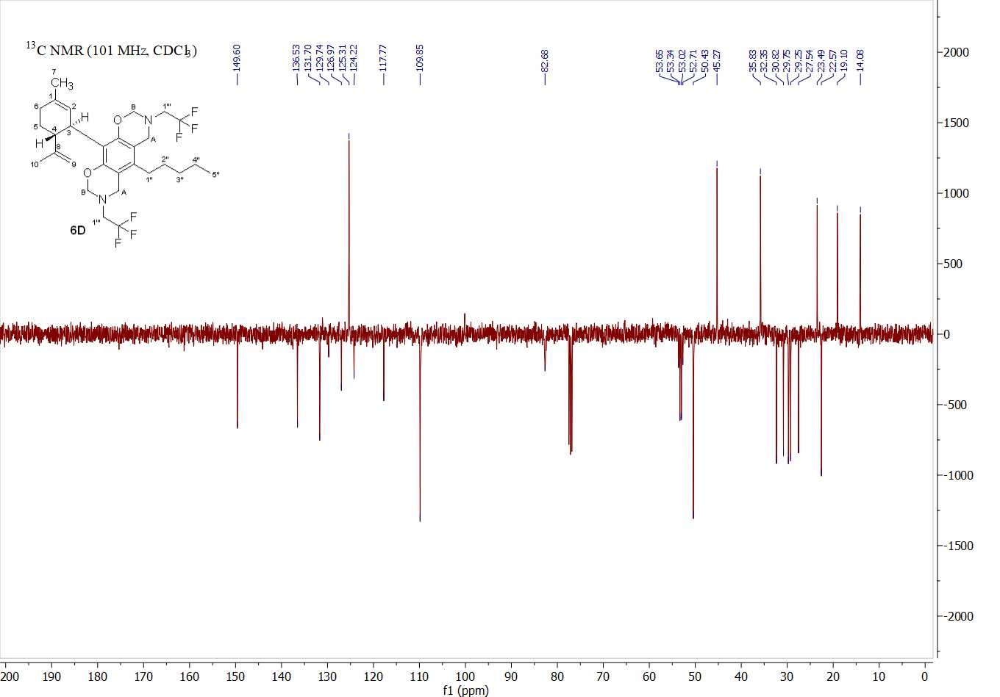 13C NMR (101 MHz, CDCl3)
149.60
136.53
131.70
129.74
126.97
125.31
124.22
117.77
109.85
82.68
53.65
53.34
53.02
52.71
50.43
45.27
35.83
32.35
30.82
29.75
29.25
27.54
23.49
22.57
19.10
14.08
7
CH3
1
6
2
5
4
3
H
H
8
10
9
O
B
N
1'''
F
F
F
A
O
B
N
A
1'''
F
F
F
1''
2''
3''
4''
5''
6D
2000
1500
1000
500
0
-500
-1000
-1500
-2000
200 190 180 170 160 150 140 130 120 110 100 90 80 70 60 50 40 30 20 10 0
f1 (ppm)